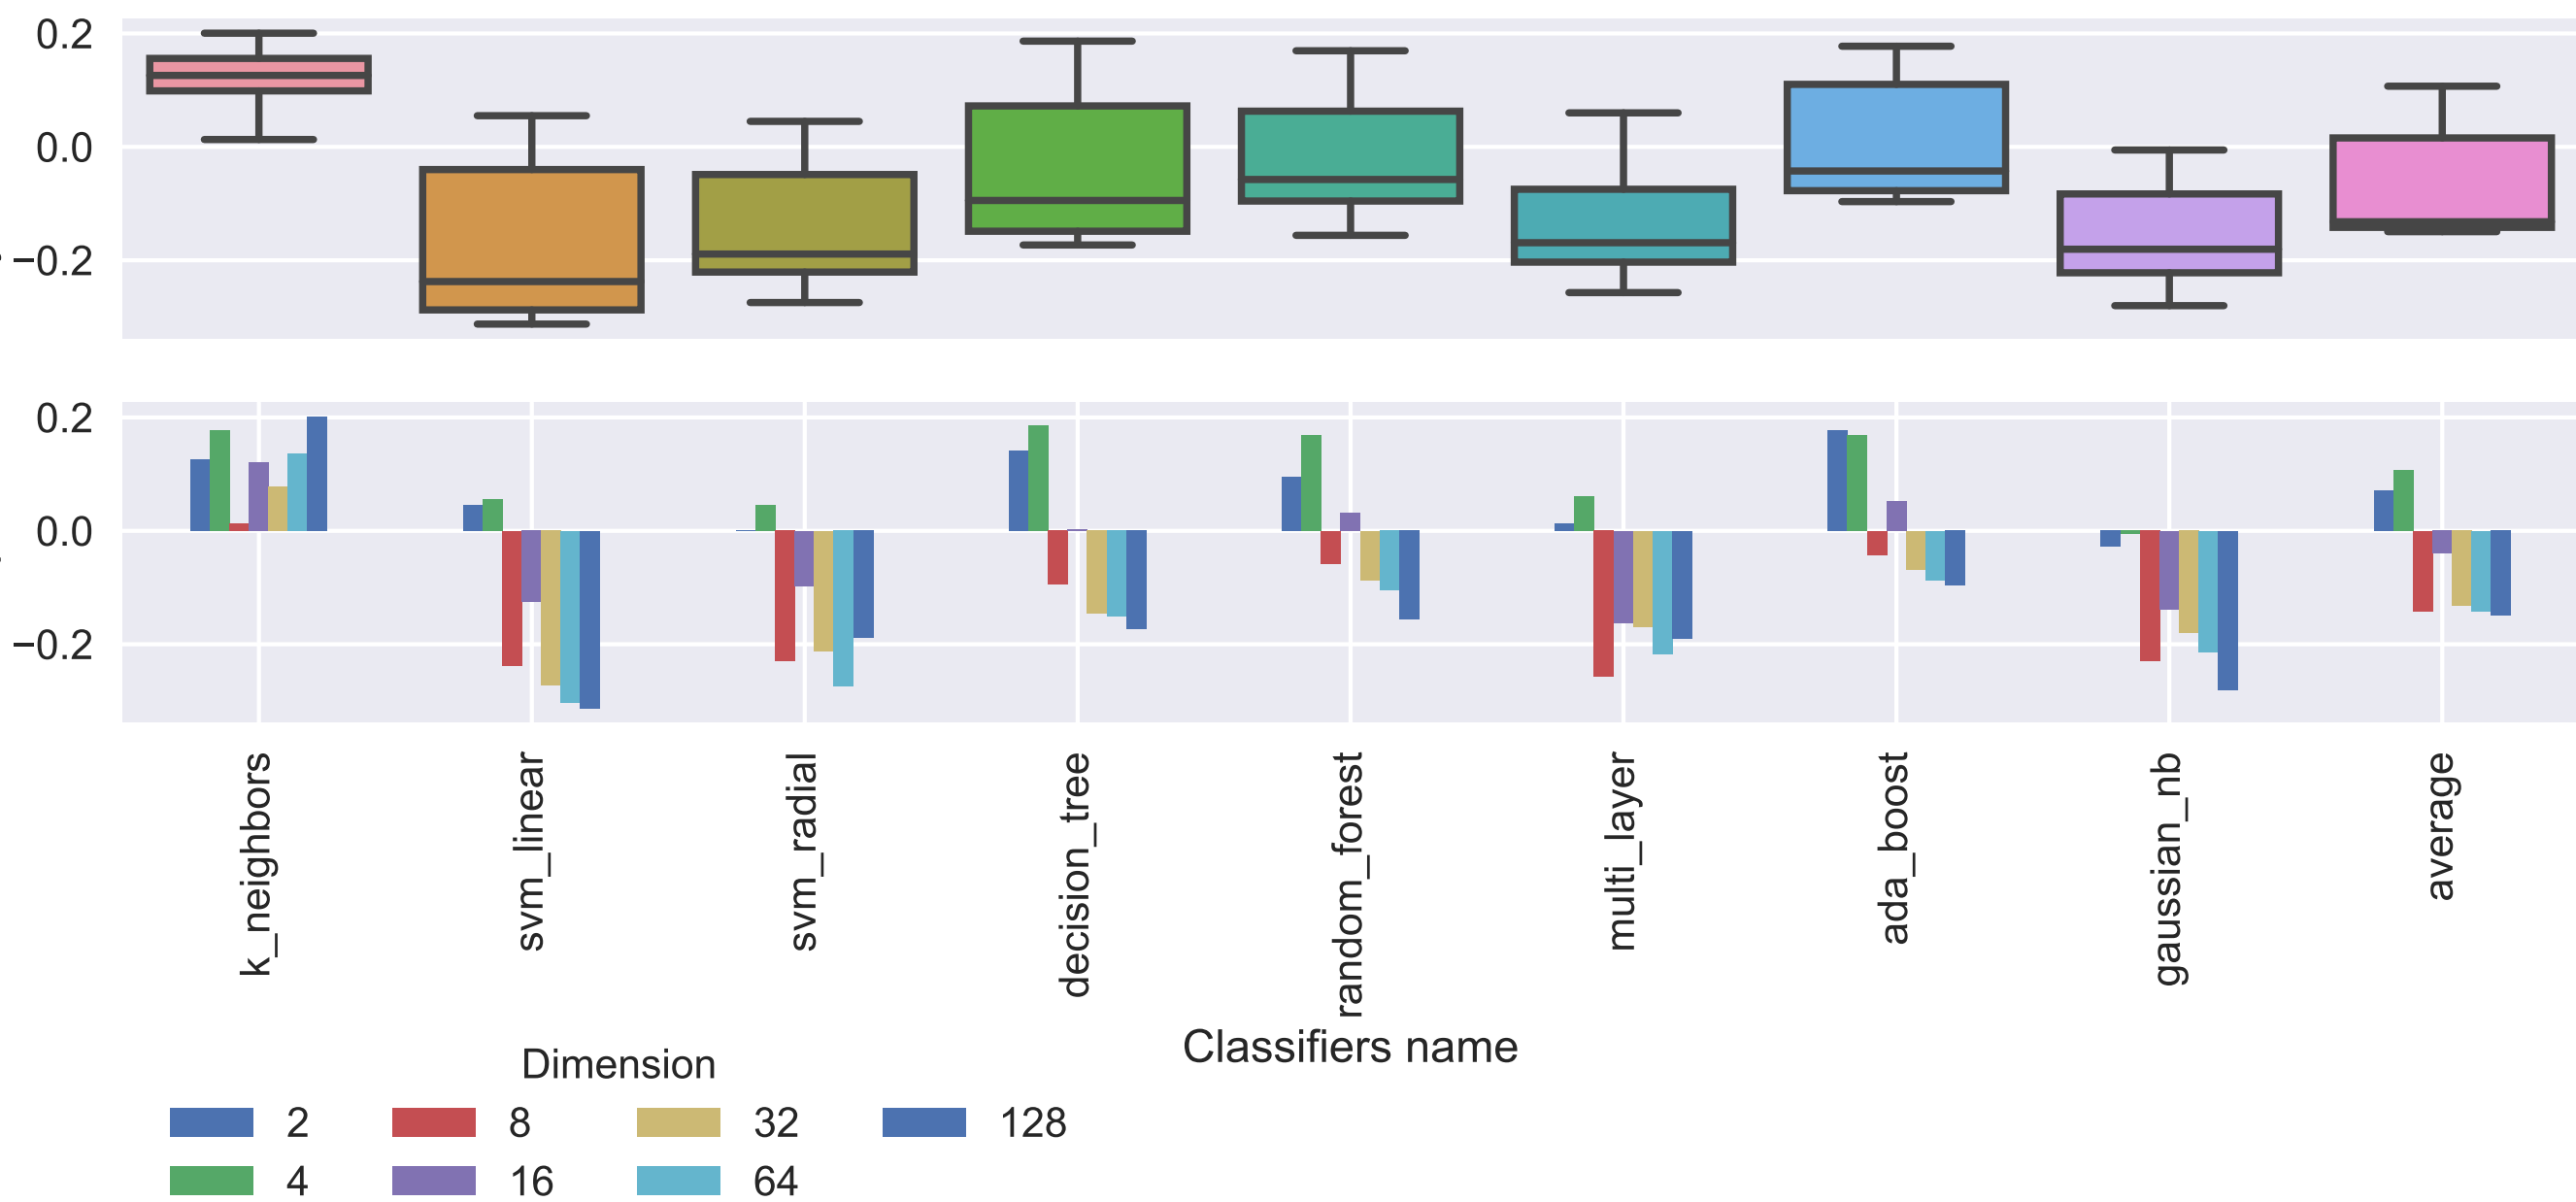 0.2
0.0
−0.2
0.2
0.0
−0.2
k_neighbors
svm_linear
svm_radial
decision_tree
random_forest
multi_layer
ada_boost
gaussian_nb
average
Classifiers name
Dimension
2 8 32 128
4 16 64